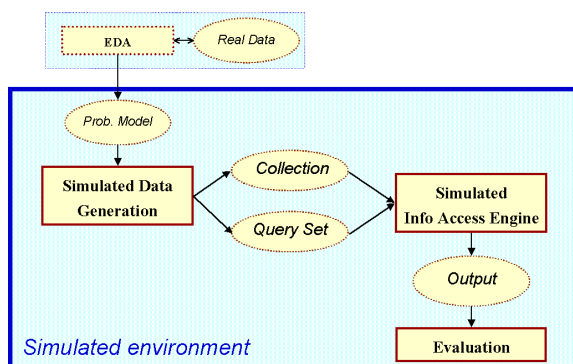 EDA
Real Data
Prob. Model
Simulated Data
Generation
Collection
Query Set
Simulated
Info Access Engine
Output
Evaluation
Simulated environment